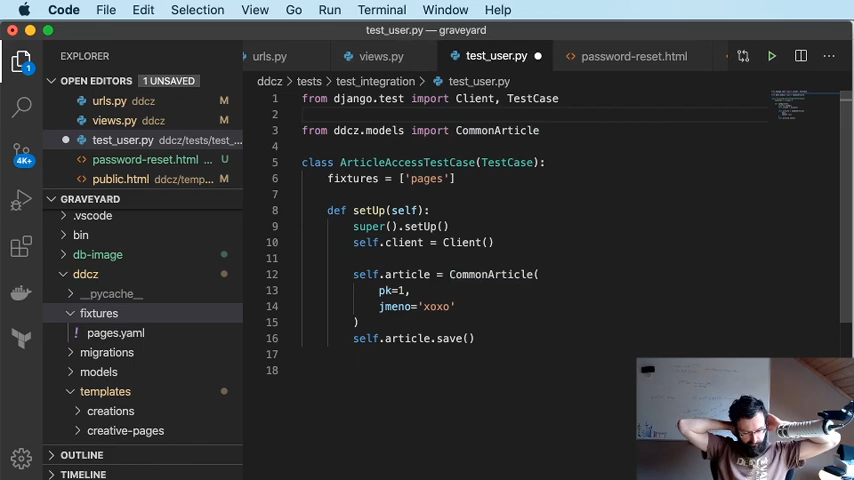 Code File Edit Selection View Go Run Terminal Window Help
test_user.py — graveyard
EXPLORER
urls.py
views.py
test_user.py
password-reset.html
OPEN EDITORS 1 UNSAVED
urls.py ddcz M
views.py ddcz M
test_user.py ddcz/tests/test_...
password-reset.html ... U
public.html ddcz/temp... M
GRAVEYARD
.vscode
bin
db-image
ddcz
__pycache__
fixtures
pages.yaml
migrations
models
templates
creations
creative-pages
OUTLINE
TIMELINE
1
4K+
ddcz > tests > test_integration > test_user.py
1 from django.test import Client, TestCase
2
3 from ddcz.models import CommonArticle
4
5 class ArticleAccessTestCase(TestCase):
6 fixtures = ['pages']
7
8 def setUp(self):
9 super().setUp()
10 self.client = Client()
11
12 self.article = CommonArticle(
13 pk=1,
14 jmeno='xoxo'
15 )
16 self.article.save()
17
18